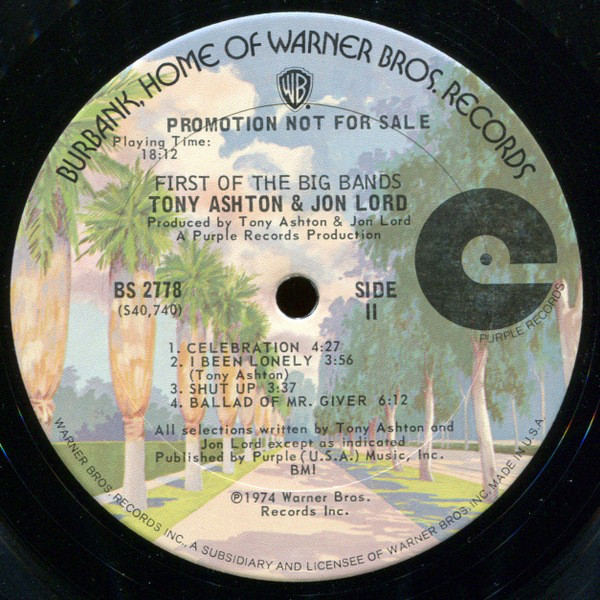 BURBANK, HOME OF WARNER BROS. RECORDS
WB
PROMOTION NOT FOR SALE
Playing Time:
18:12
FIRST OF THE BIG BANDS
TONY ASHTON & JON LORD
Produced by Tony Ashton & Jon Lord
A Purple Records Production
BS 2778
(S40,740)
SIDE
II
PURPLE RECORDS
1. CELEBRATION 4:27
2. I BEEN LONELY 3:56
(Tony Ashton)
3. SHUT UP 3:37
4. BALLAD OF MR. GIVER 6:12
All selections written by Tony Ashton and
Jon Lord except as indicated
Published by Purple (U.S.A.) Music, Inc.
BMI
℗1974 Warner Bros.
Records Inc.
WARNER BROS. RECORDS INC., A SUBSIDIARY AND LICENSEE OF WARNER BROS. INC. MADE IN U.S.A.